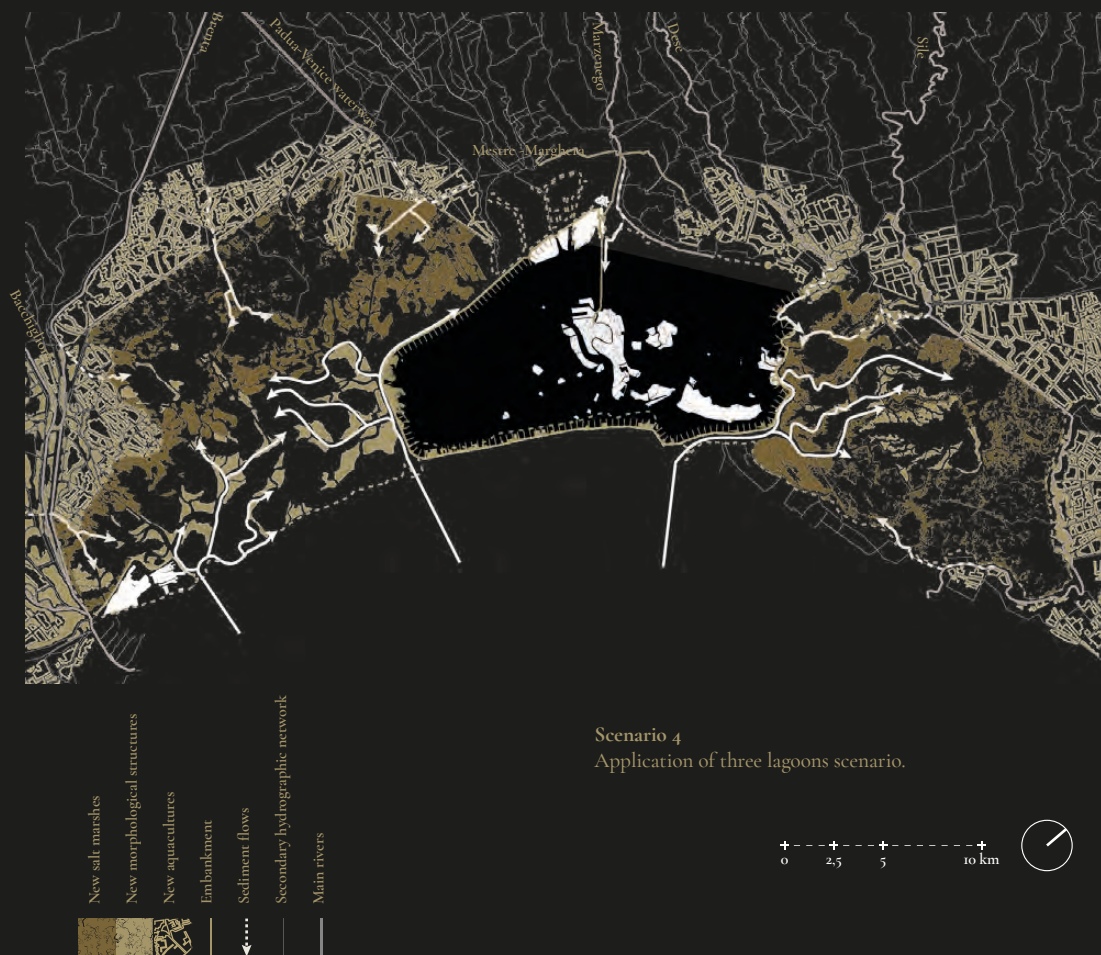 Brenta
Padua-Venice waterway
Marzenego
Dese
Sile
Mestre -Marghera
Bacchiglione
Scenario 4
Application of three lagoons scenario.
New salt marshes
New morphological structures
New aquacultures
Embankment
Sediment flows
Secondary hydrographic network
Main rivers
0 2,5 5 10 km